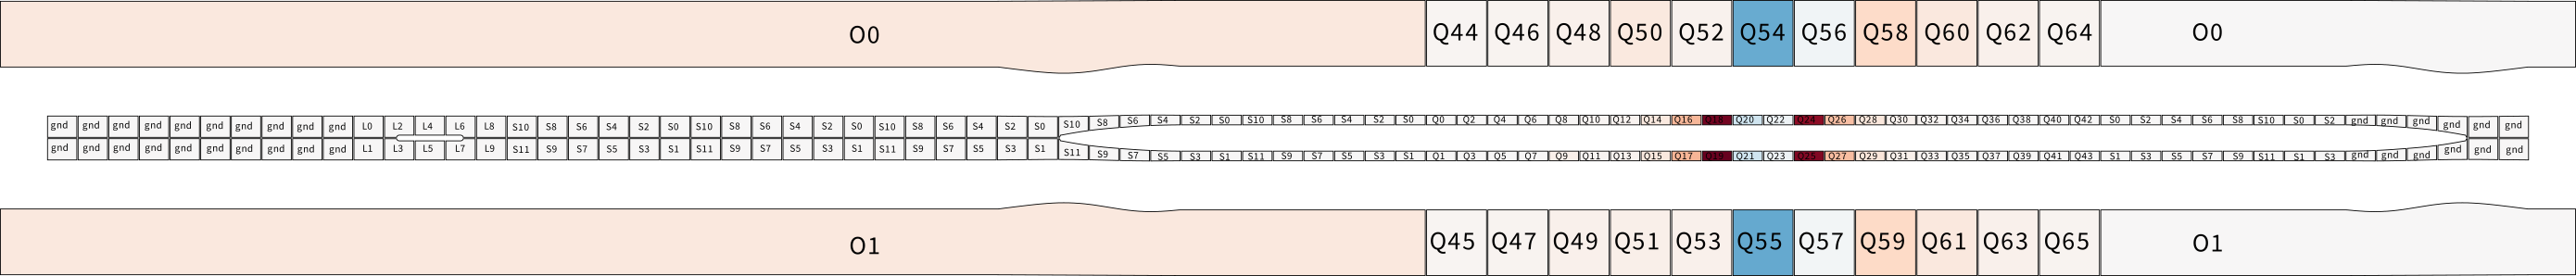 O0 Q44 Q46 Q48 Q50 Q52 Q54 Q56 Q58 Q60 Q62 Q64 O0
gnd gnd gnd gnd gnd gnd gnd gnd gnd gnd L0 L2 L4 L6 L8 S10 S8 S6 S4 S2 S0 S10 S8 S6 S4 S2 S0 S10 S8 S6 S4 S2 S0 S10 S8 S6 S4 S2 S0 S10 S8 S6 S4 S2 S0 Q0 Q2 Q4 Q6 Q8 Q10 Q12 Q14 Q16 Q18 Q20 Q22 Q24 Q26 Q28 Q30 Q32 Q34 Q36 Q38 Q40 Q42 S0 S2 S4 S6 S8 S10 S0 S2 gnd gnd gnd gnd gnd gnd
gnd gnd gnd gnd gnd gnd gnd gnd gnd gnd L1 L3 L5 L7 L9 S11 S9 S7 S5 S3 S1 S11 S9 S7 S5 S3 S1 S11 S9 S7 S5 S3 S1 S11 S9 S7 S5 S3 S1 S11 S9 S7 S5 S3 S1 Q1 Q3 Q5 Q7 Q9 Q11 Q13 Q15 Q17 Q19 Q21 Q23 Q25 Q27 Q29 Q31 Q33 Q35 Q37 Q39 Q41 Q43 S1 S3 S5 S7 S9 S11 S1 S3 gnd gnd gnd gnd gnd gnd
O1 Q45 Q47 Q49 Q51 Q53 Q55 Q57 Q59 Q61 Q63 Q65 O1